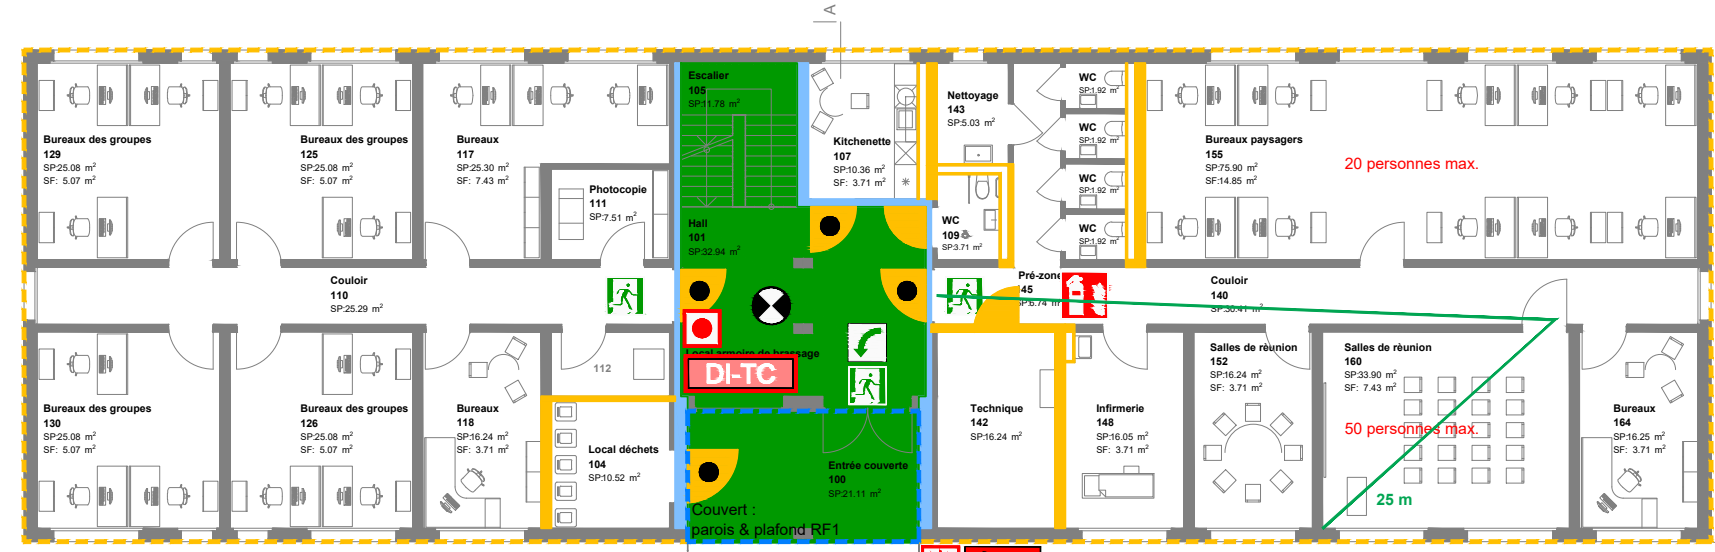 A
Bureaux des groupes
129
SP:25.08 m²
SF: 5.07 m²
Bureaux des groupes
125
SP:25.08 m²
SF: 5.07 m²
Bureaux
117
SP:25.30 m²
SF: 7.43 m²
Photocopie
111
SP:7.51 m²
Escalier
105
SP:11.78 m²
Hall
101
SP:32.94 m²
Kitchenette
107
SP:10.36 m²
SF: 3.71 m²
Nettoyage
143
SP:5.03 m²
WC
109
SP:3.71 m²
WC
SP:1.92 m²
WC
SP:1.92 m²
WC
SP:1.92 m²
WC
SP:1.92 m²
Bureaux paysagers
155
SP:75.90 m²
SF:14.85 m²
20 personnes max.
Couloir
110
SP:25.29 m²
Pré-zone
45
SP:6.74 m²
Couloir
140
SP:30.41 m²
Local armoire de brassage
DI-TC
112
Bureaux des groupes
130
SP:25.08 m²
SF: 5.07 m²
Bureaux des groupes
126
SP:25.08 m²
SF: 5.07 m²
Bureaux
118
SP:16.24 m²
SF: 3.71 m²
Local déchets
104
SP:10.52 m²
Entrée couverte
100
SP:21.11 m²
Couvert :
parois & plafond RF1
Technique
142
SP:16.24 m²
Infirmerie
148
SP:16.05 m²
SF: 3.71 m²
Salles de rèunion
152
SP:16.24 m²
SF: 3.71 m²
Salles de rèunion
160
SP:33.90 m²
SF: 7.43 m²
50 personnes max.
25 m
Bureaux
164
SP:16.25 m²
SF: 3.71 m²